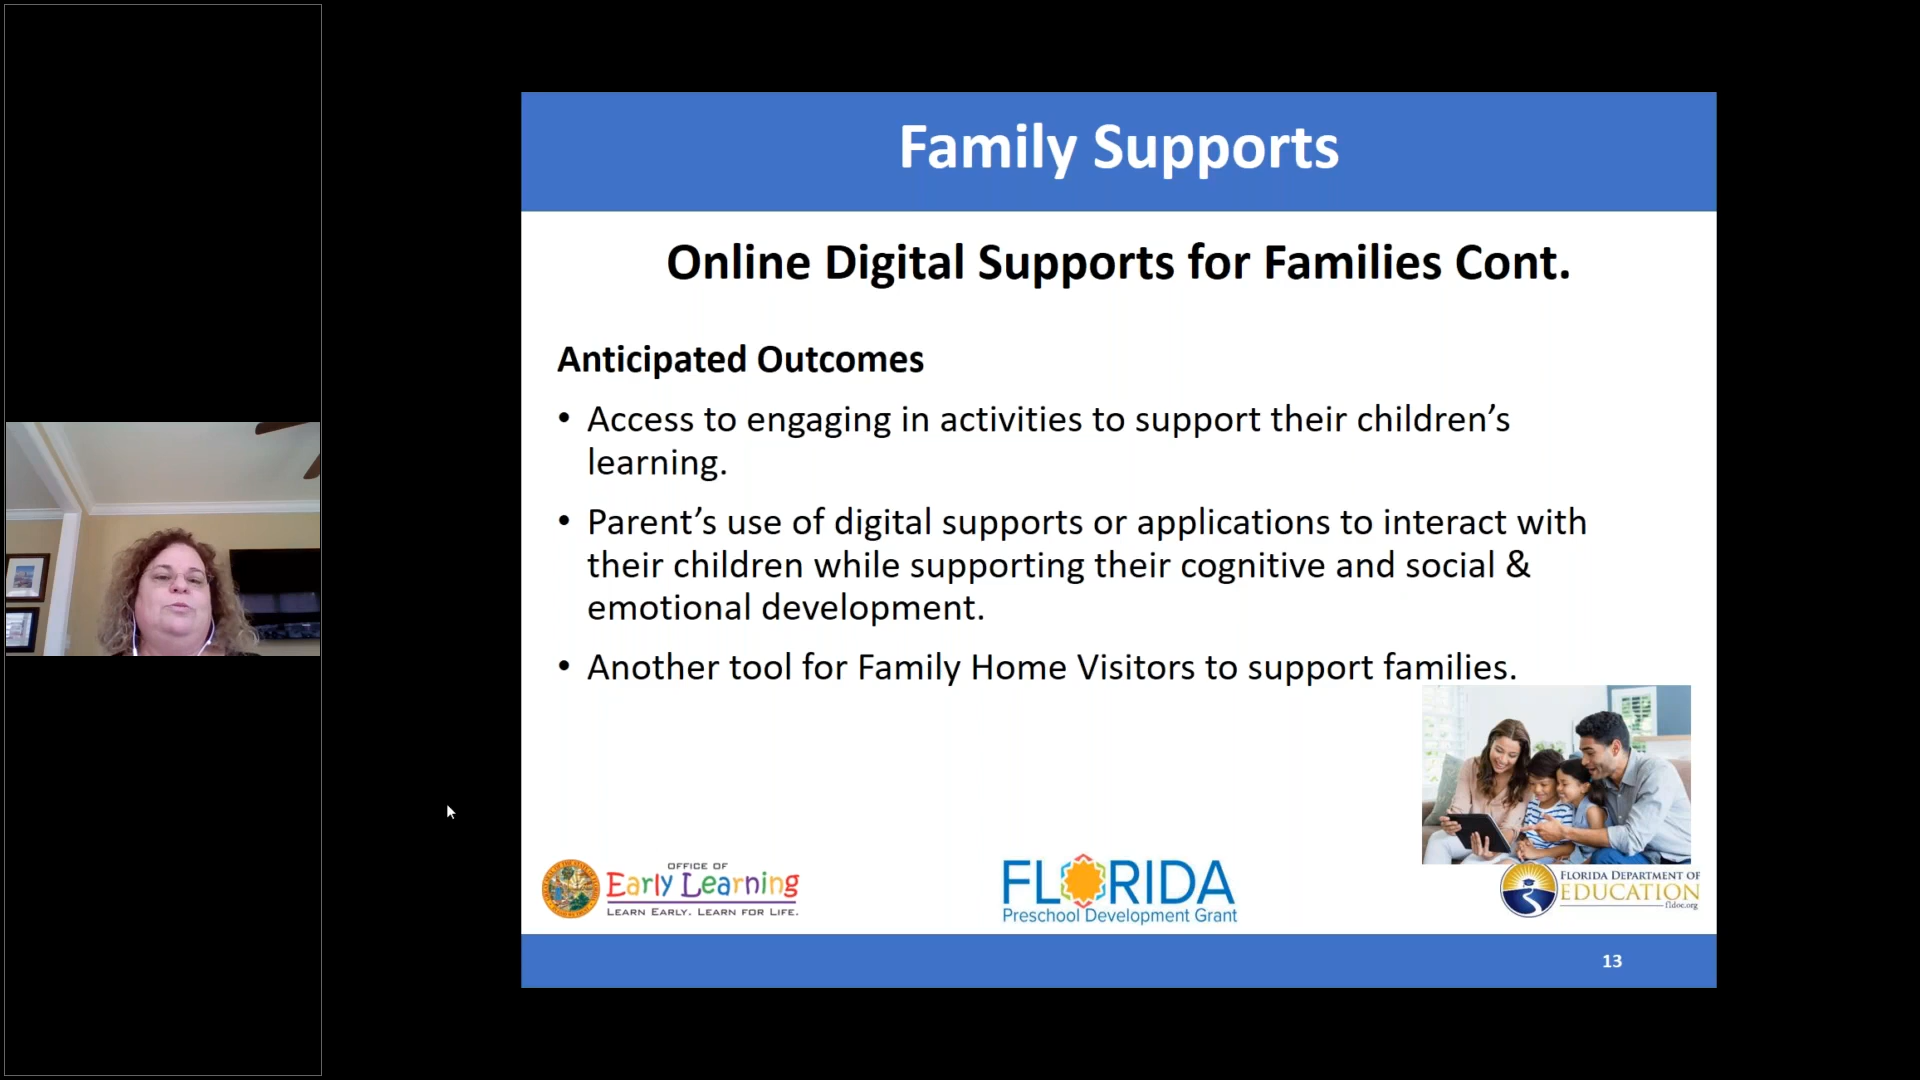 Family Supports
Online Digital Supports for Families Cont.
Anticipated Outcomes
• Access to engaging in activities to support their children’s
learning.
• Parent’s use of digital supports or applications to interact with
their children while supporting their cognitive and social &
emotional development.
• Another tool for Family Home Visitors to support families.
OFFICE OF
Early Learning
LEARN EARLY. LEARN FOR LIFE.
FLORIDA
Preschool Development Grant
FLORIDA DEPARTMENT OF
EDUCATION
fldoe.org
13